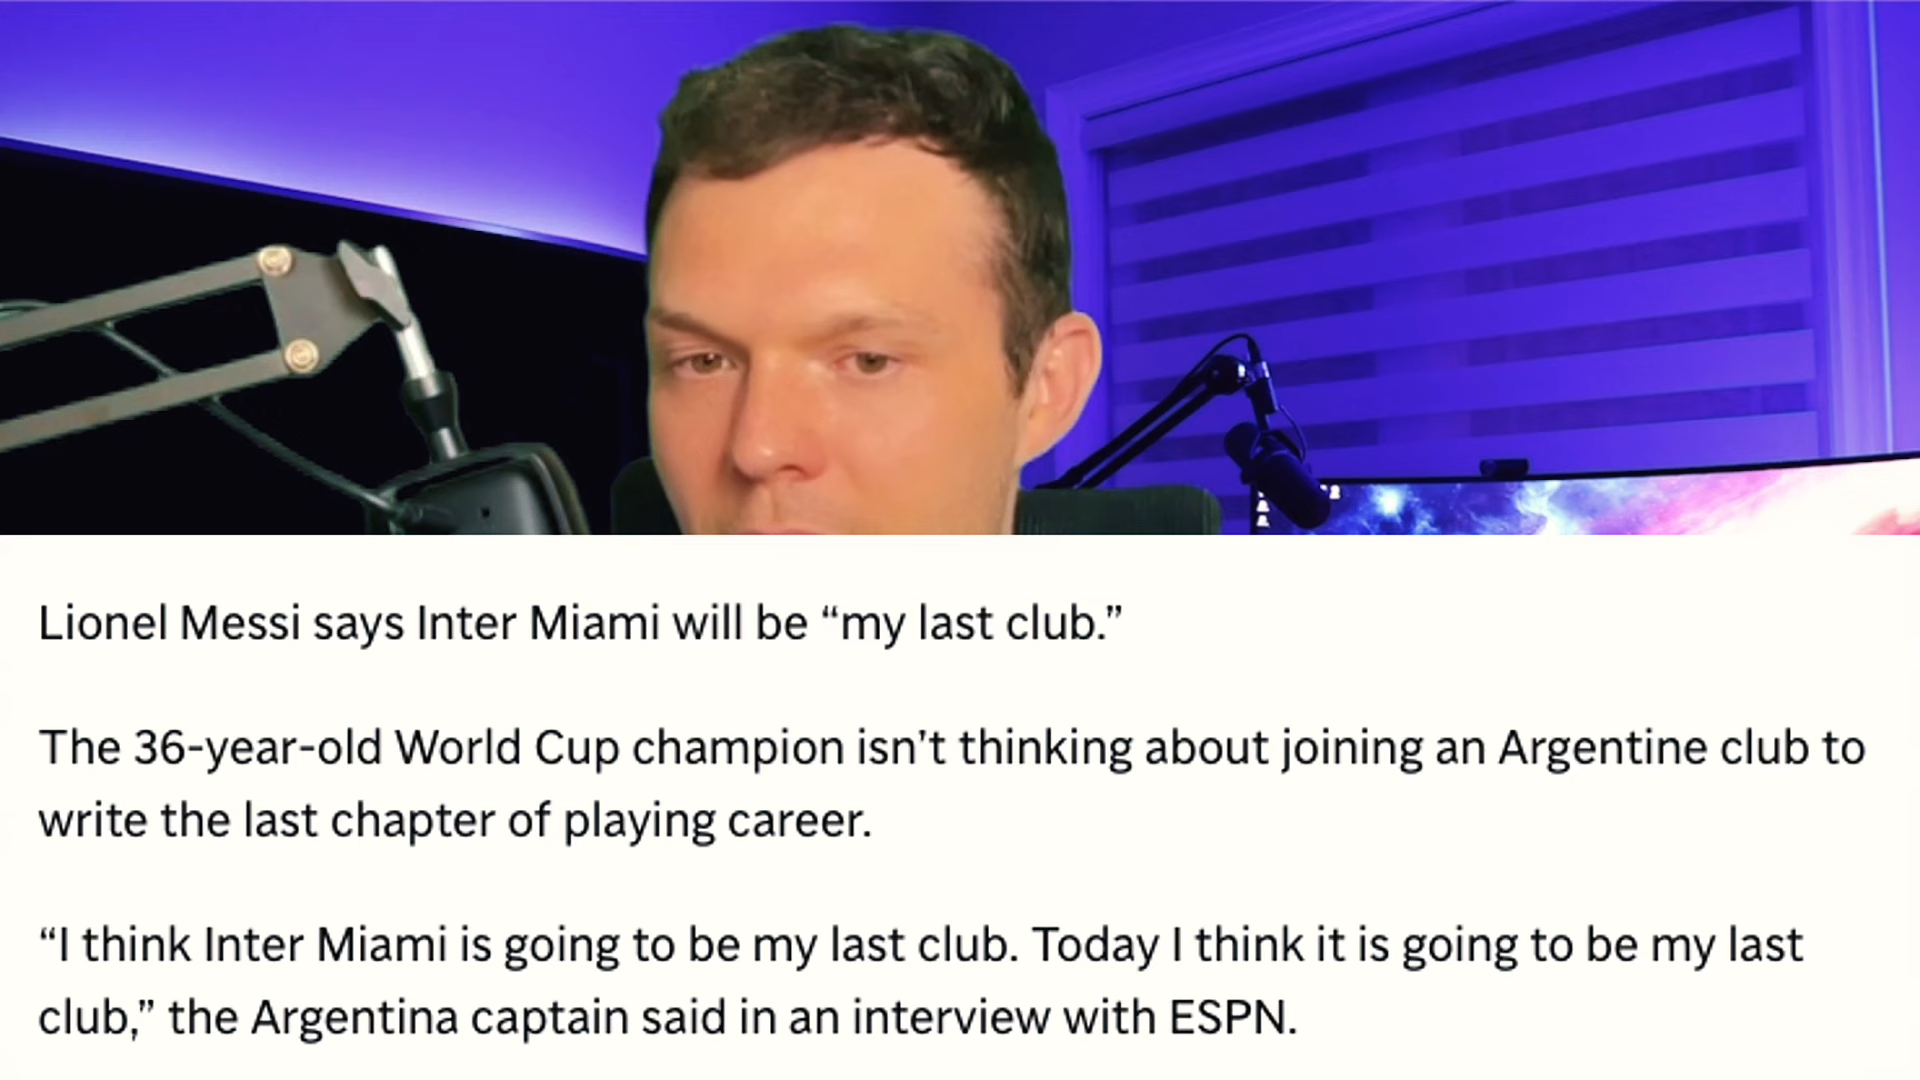 Lionel Messi says Inter Miami will be “my last club.”
The 36-year-old World Cup champion isn’t thinking about joining an Argentine club to
write the last chapter of playing career.
“I think Inter Miami is going to be my last club. Today I think it is going to be my last
club,” the Argentina captain said in an interview with ESPN.